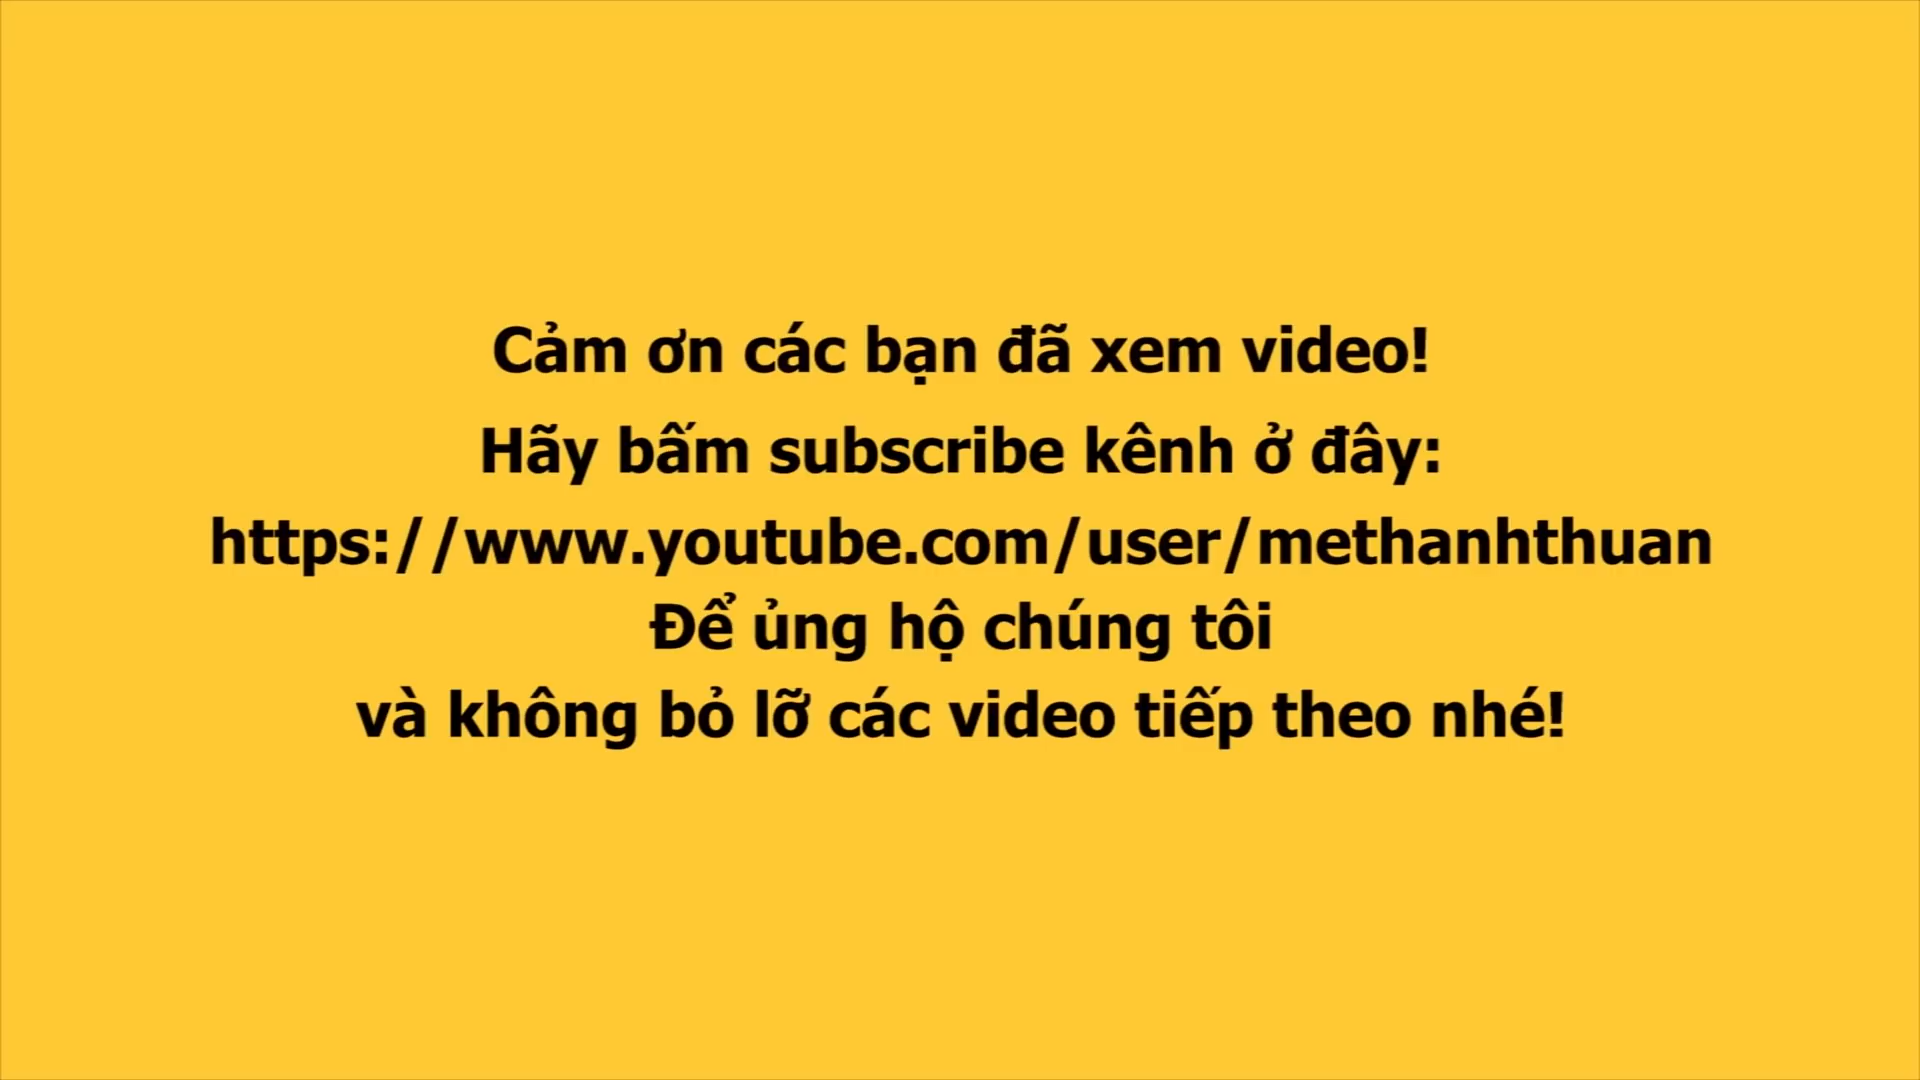 Cảm ơn các bạn đã xem video!
Hãy bấm subscribe kênh ở đây:
https://www.youtube.com/user/methanhthuan
Để ủng hộ chúng tôi
và không bỏ lỡ các video tiếp theo nhé!